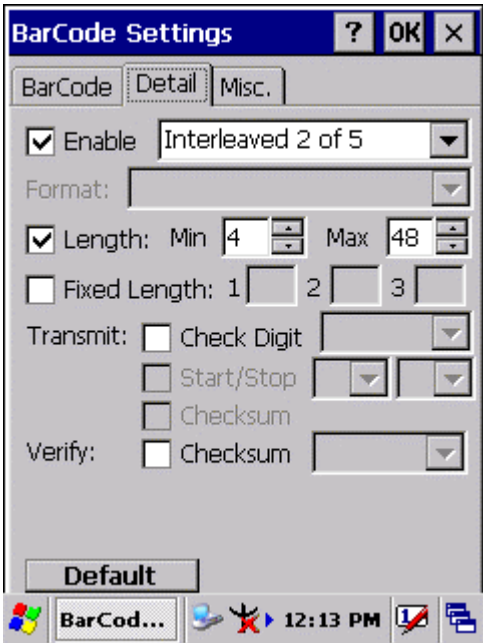 BarCode Settings ? OK ×
BarCode Detail Misc.
Enable Interleaved 2 of 5
Format:
Length: Min 4 Max 48
Fixed Length: 1 2 3
Transmit: Check Digit
Start/Stop
Checksum
Verify: Checksum
Default
BarCod... 12:13 PM 1